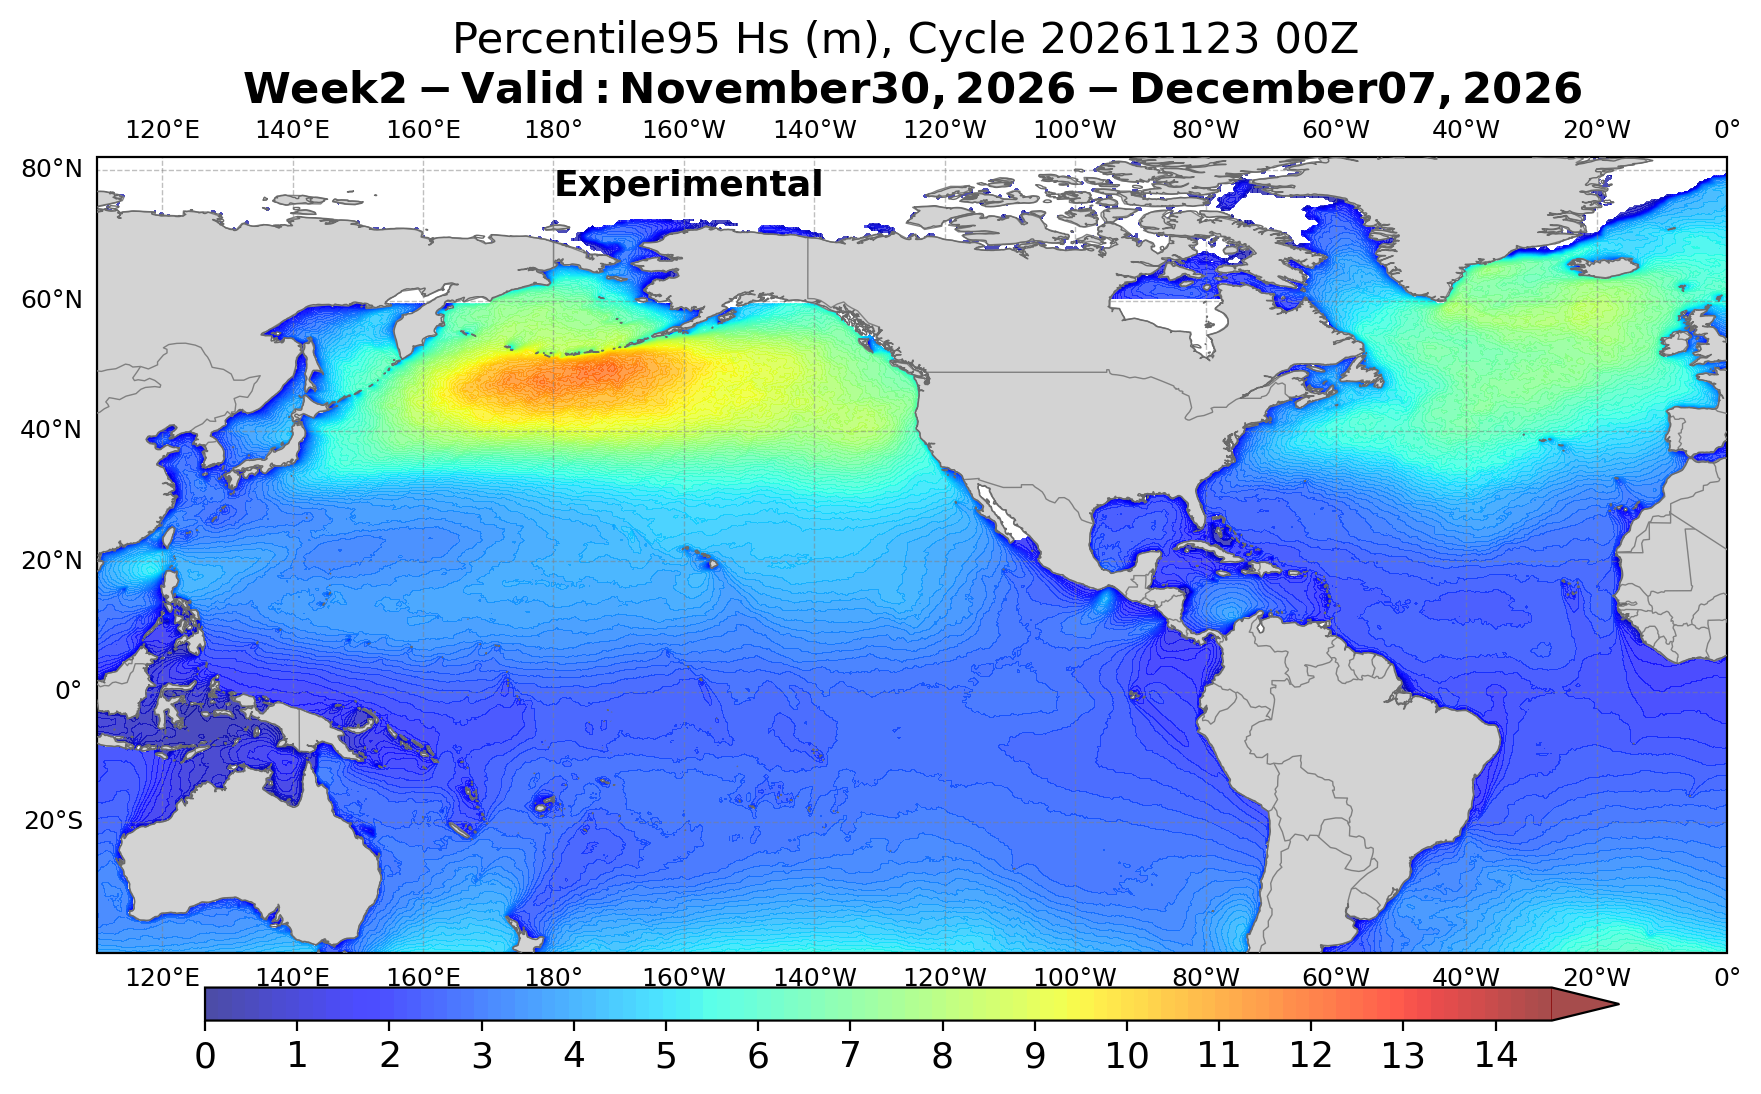 Percentile95 Hs (m), Cycle 20261123 00Z
Week2 − Valid : November30, 2026 − December07, 2026
120°E 140°E 160°E 180° 160°W 140°W 120°W 100°W 80°W 60°W 40°W 20°W 0°
80°N
Experimental
60°N
40°N
20°N
0°
20°S
120°E 140°E 160°E 180° 160°W 140°W 120°W 100°W 80°W 60°W 40°W 20°W 0°
0 1 2 3 4 5 6 7 8 9 10 11 12 13 14